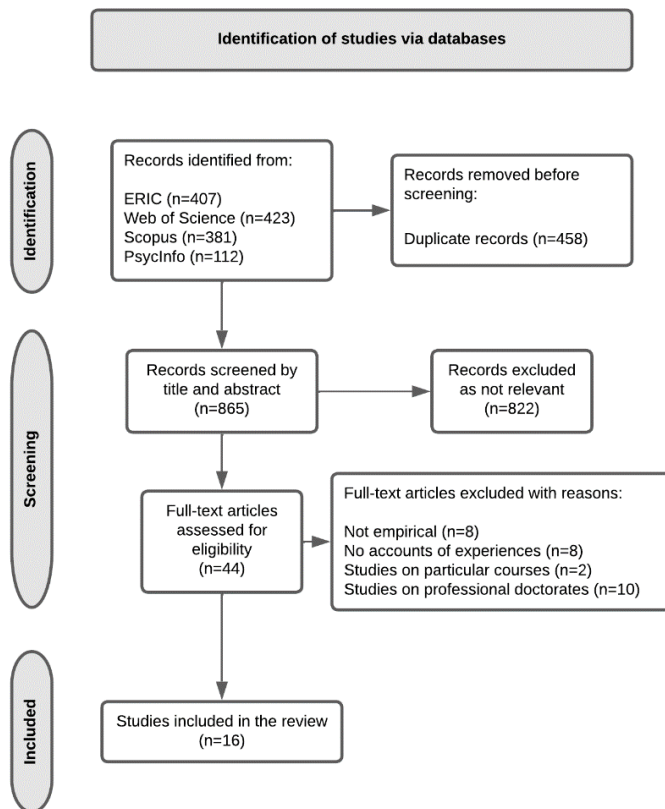 Identification of studies via databases
Identification
Records identified from:
ERIC (n=407)
Web of Science (n=423)
Scopus (n=381)
PsycInfo (n=112)
Records removed before
screening:
Duplicate records (n=458)
Screening
Records screened by
title and abstract
(n=865)
Records excluded
as not relevant
(n=822)
Full-text articles
assessed for
eligibility
(n=44)
Full-text articles excluded with reasons:
Not empirical (n=8)
No accounts of experiences (n=8)
Studies on particular courses (n=2)
Studies on professional doctorates (n=10)
Included
Studies included in the review
(n=16)